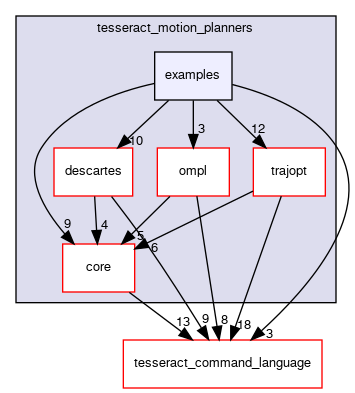 tesseract_motion_planners
examples
10
3
12
descartes
ompl
trajopt
9
4
5
6
core
13
9
8
18
3
tesseract_command_language